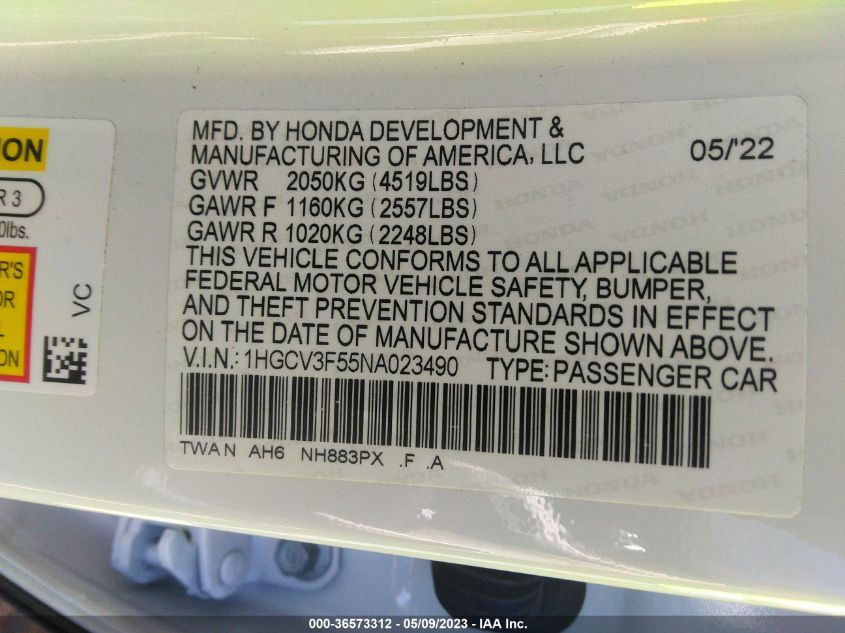 ION
R 3
0lbs.
R'S
OR
L
ION
VC
MFD. BY HONDA DEVELOPMENT &
MANUFACTURING OF AMERICA, LLC 05/'22
GVWR 2050KG (4519LBS)
GAWR F 1160KG (2557LBS)
GAWR R 1020KG (2248LBS)
THIS VEHICLE CONFORMS TO ALL APPLICABLE
FEDERAL MOTOR VEHICLE SAFETY, BUMPER,
AND THEFT PREVENTION STANDARDS IN EFFECT
ON THE DATE OF MANUFACTURE SHOWN ABOVE.
V.I.N.: 1HGCV3F55NA023490 TYPE: PASSENGER CAR
TWA N AH6 NH883PX .F .A
000-36573312 - 05/09/2023 - IAA Inc.